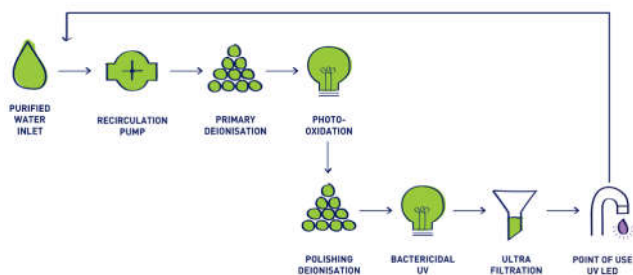 PURIFIED
WATER
INLET
RECIRCULATION
PUMP
PRIMARY
DEIONISATION
PHOTO-
OXIDATION
POLISHING
DEIONISATION
BACTERICIDAL
UV
ULTRA
FILTRATION
POINT OF USE
UV LED